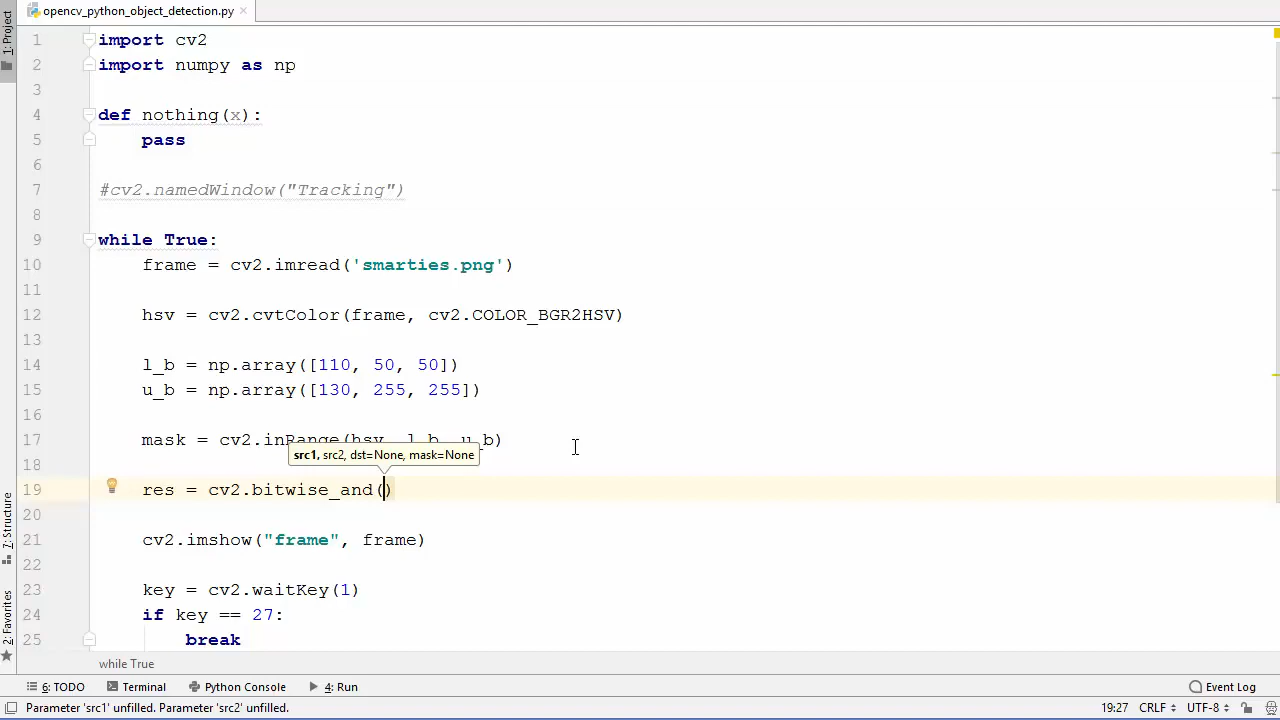 opencv_python_object_detection.py
1: Project
1 import cv2
2 import numpy as np
3
4 def nothing(x):
5 pass
6
7 #cv2.namedWindow("Tracking")
8
9 while True:
10 frame = cv2.imread('smarties.png')
11
12 hsv = cv2.cvtColor(frame, cv2.COLOR_BGR2HSV)
13
14 l_b = np.array([110, 50, 50])
15 u_b = np.array([130, 255, 255])
16
17 mask = cv2.inRange(hsv, l_b, u_b)
src1, src2, dst=None, mask=None
18
19 res = cv2.bitwise_and()
20
21 cv2.imshow("frame", frame)
22
23 key = cv2.waitKey(1)
24 if key == 27:
25 break
7: Structure
2: Favorites
while True
6: TODO Terminal Python Console 4: Run Event Log
Parameter 'src1' unfilled. Parameter 'src2' unfilled. 19:27 CRLF UTF-8